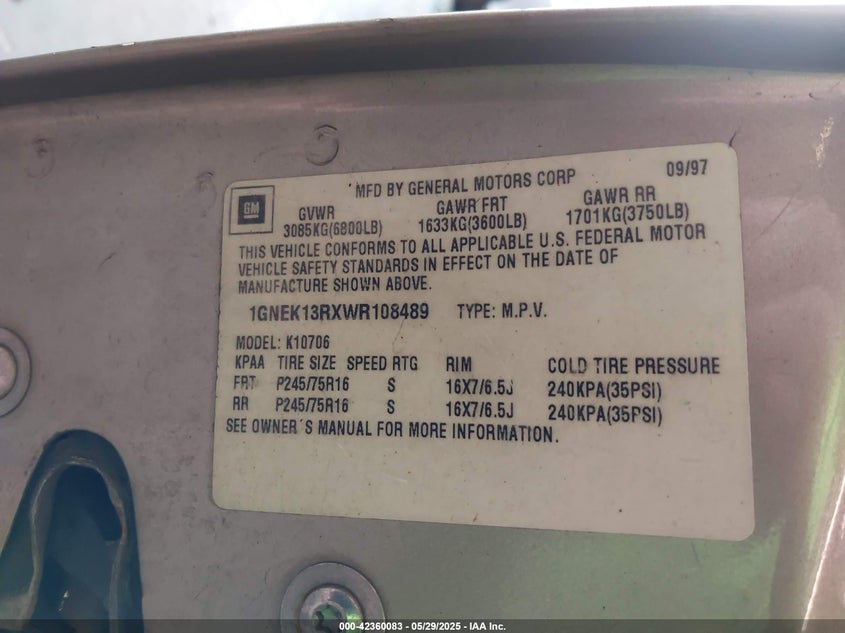 MFD BY GENERAL MOTORS CORP 09/97
GM
GVWR GAWR FRT GAWR RR
3085KG(6800LB) 1633KG(3600LB) 1701KG(3750LB)
THIS VEHICLE CONFORMS TO ALL APPLICABLE U.S. FEDERAL MOTOR
VEHICLE SAFETY STANDARDS IN EFFECT ON THE DATE OF
MANUFACTURE SHOWN ABOVE.
1GNEK13RXWR108489 TYPE: M.P.V.
MODEL: K10706
KPAA TIRE SIZE SPEED RTG RIM COLD TIRE PRESSURE
FRT P245/75R16 S 16X7/6.5J 240KPA(35PSI)
RR P245/75R16 S 16X7/6.5J 240KPA(35PSI)
SEE OWNER'S MANUAL FOR MORE INFORMATION.
000-42360083 - 05/29/2025 - IAA Inc.